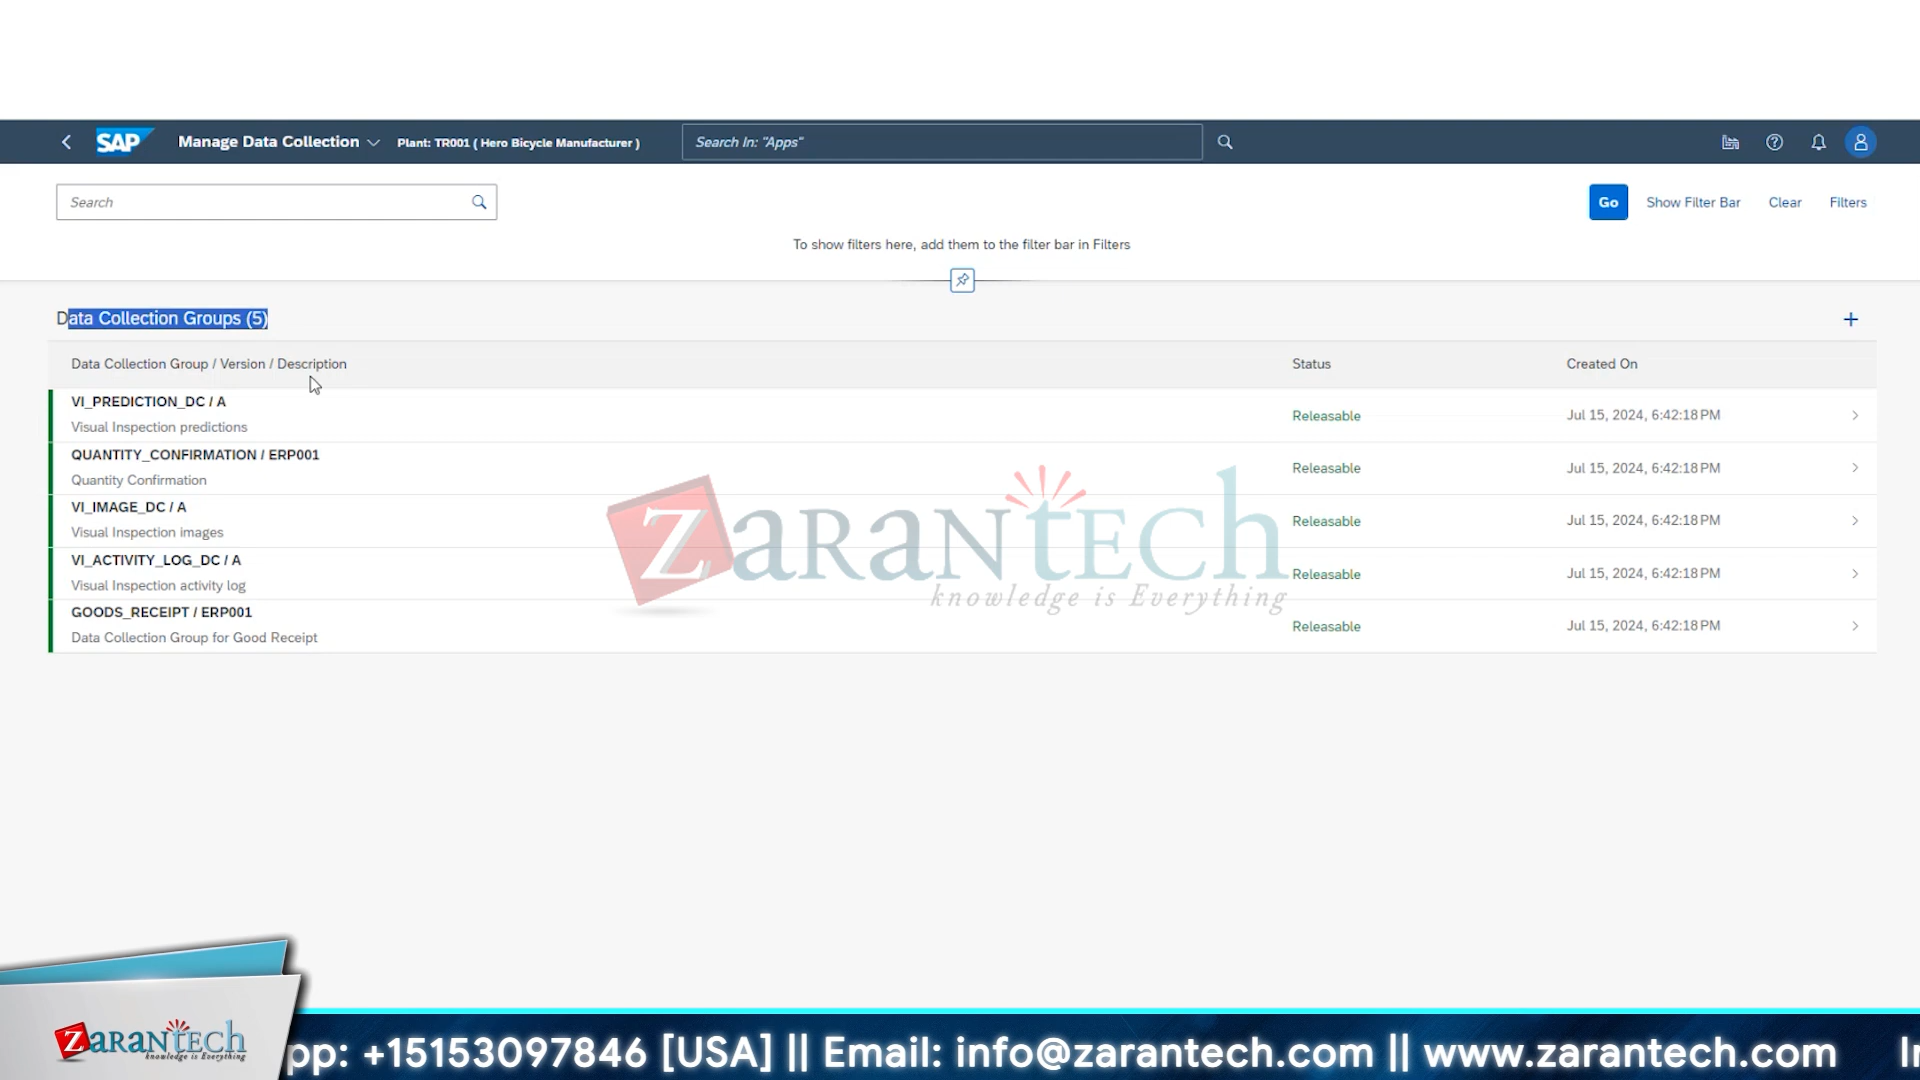 SAP Manage Data Collection Plant: TR001 ( Hero Bicycle Manufacturer ) Search In: "Apps"
Search Go Show Filter Bar Clear Filters
To show filters here, add them to the filter bar in Filters
Data Collection Groups (5)
Data Collection Group / Version / Description Status Created On
VI_PREDICTION_DC / A
Visual Inspection predictions Releasable Jul 15, 2024, 6:42:18 PM
QUANTITY_CONFIRMATION / ERP001
Quantity Confirmation Releasable Jul 15, 2024, 6:42:18 PM
VI_IMAGE_DC / A
Visual Inspection images Releasable Jul 15, 2024, 6:42:18 PM
VI_ACTIVITY_LOG_DC / A
Visual Inspection activity log Releasable Jul 15, 2024, 6:42:18 PM
GOODS_RECEIPT / ERP001
Data Collection Group for Good Receipt Releasable Jul 15, 2024, 6:42:18 PM
ZaranTech
knowledge is Everything
ZaranTech
knowledge is Everything
pp: +15153097846 [USA] || Email: info@zarantech.com || www.zarantech.com In